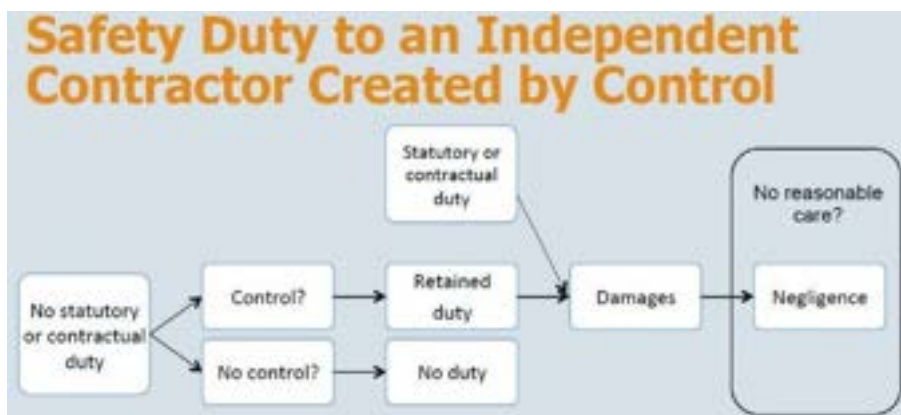 Safety Duty to an Independent
Contractor Created by Control
Statutory or
contractual
duty
No reasonable
care?
No statutory
or contractual
duty
Control?
Retained
duty
Damages
Negligence
No control?
No duty